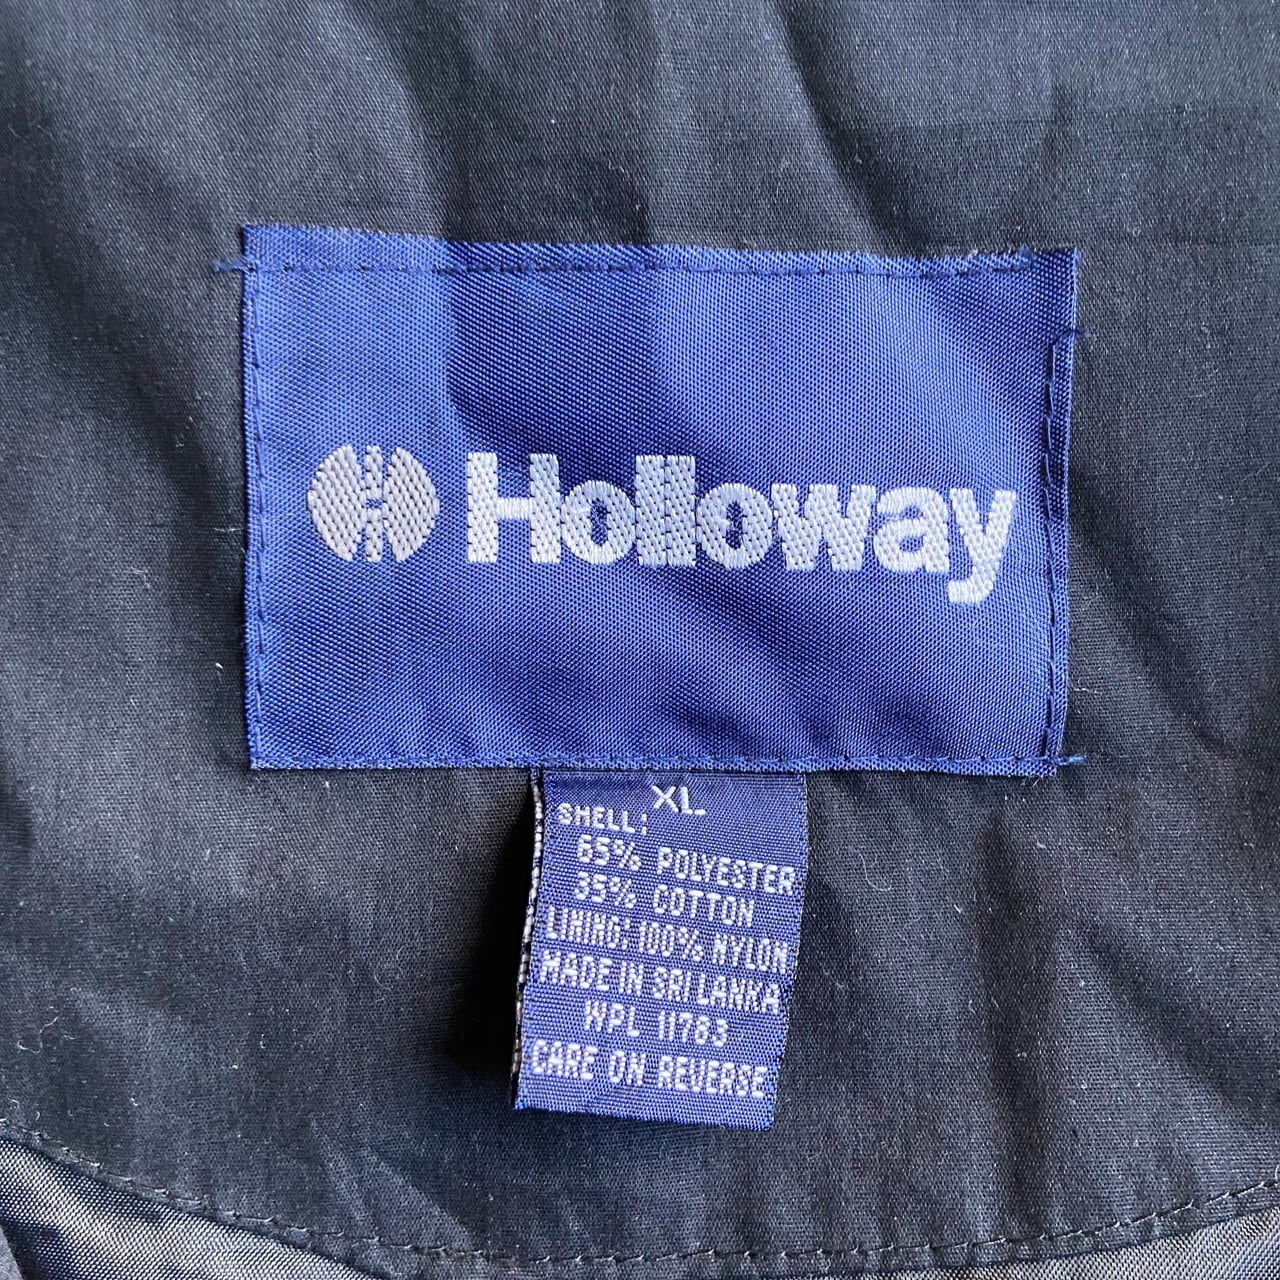 Holloway
XL
SHELL:
65% POLYESTER
35% COTTON
LINING: 100% NYLON
MADE IN SRI LANKA
WPL 11783
CARE ON REVERSE